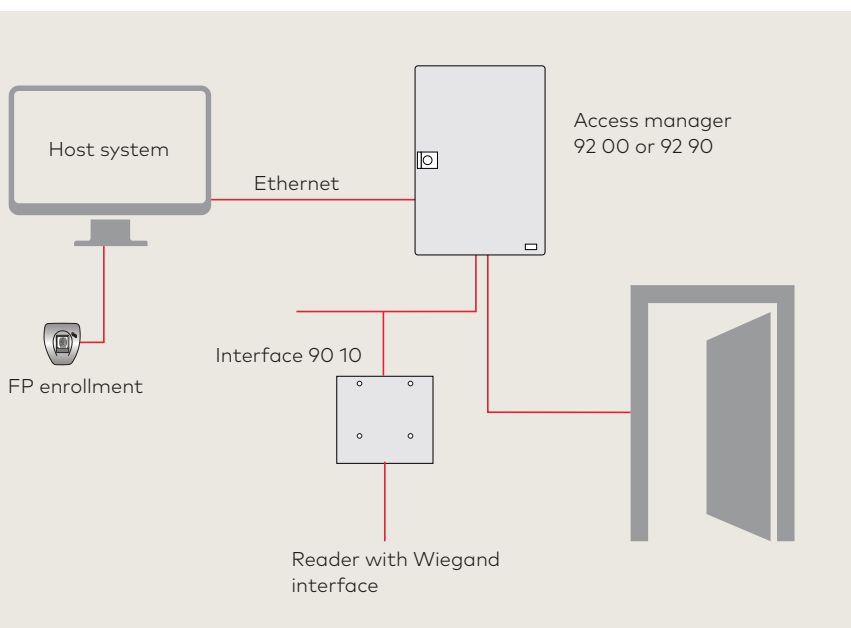 Host system
Ethernet
Access manager
92 00 or 92 90
Interface 90 10
FP enrollment
Reader with Wiegand
interface